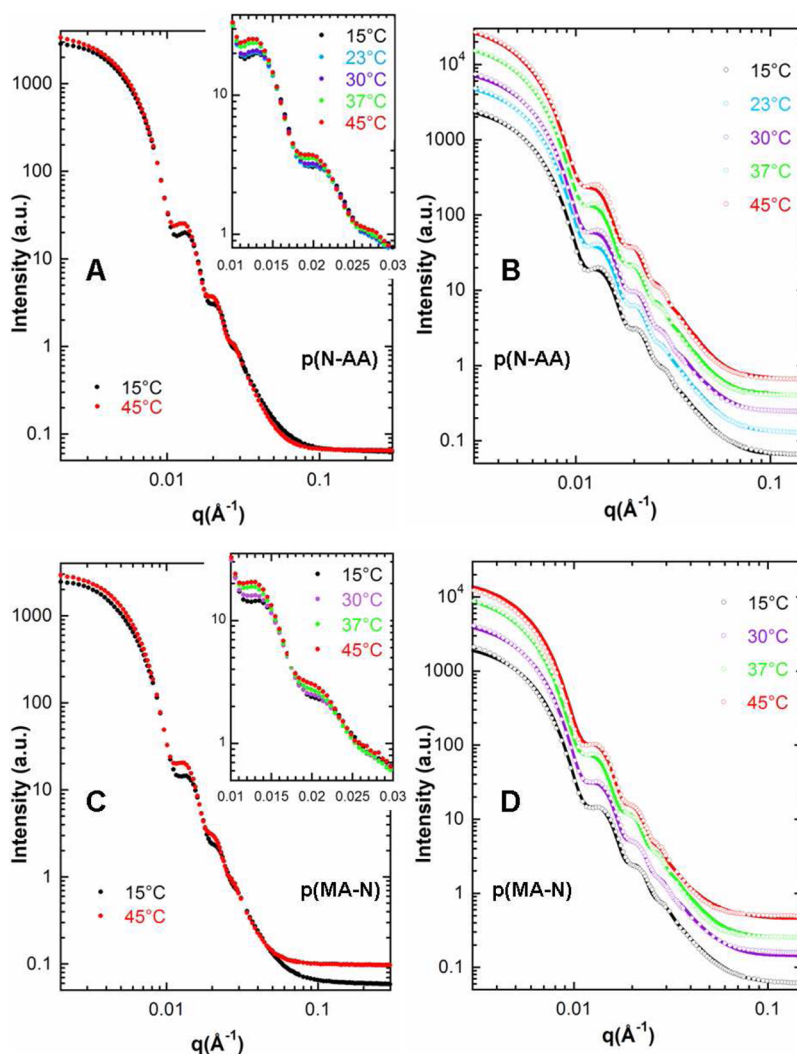 15°C
23°C
30°C
37°C
45°C
10
1
0.01 0.015 0.02 0.025 0.03
1000
100
10
1
0.1
Intensity (a.u.)
A
p(N-AA)
15°C
45°C
0.01 0.1
q(Å⁻¹)
10⁴
1000
100
10
1
0.1
Intensity (a.u.)
15°C
23°C
30°C
37°C
45°C
B
p(N-AA)
0.01 0.1
q(Å⁻¹)
15°C
30°C
37°C
45°C
10
1
0.01 0.015 0.02 0.025 0.03
1000
100
10
1
0.1
Intensity (a.u.)
C
p(MA-N)
15°C
45°C
0.01 0.1
q(Å⁻¹)
10⁴
1000
100
10
1
0.1
Intensity (a.u.)
15°C
30°C
37°C
45°C
D
p(MA-N)
0.01 0.1
q(Å⁻¹)